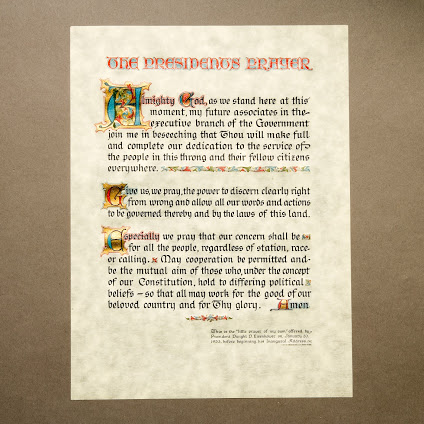 THE PRESIDENTS PRAYER
Almighty God, as we stand here at this
moment, my future associates in the
executive branch of the Government
join me in beseeching that Thou will make full
and complete our dedication to the service of
the people in this throng and their fellow citizens
everywhere.
Give us, we pray, the power to discern clearly right
from wrong and allow all our words and actions
to be governed thereby and by the laws of this land.
Especially we pray that our concern shall be
for all the people, regardless of station, race
or calling. May cooperation be permitted and
be the mutual aim of those who, under the concept
of our Constitution, hold to differing political
beliefs — so that all may work for the good of our
beloved country and for Thy glory. Amen
This is the "little prayer of my own" offered by
President Dwight D. Eisenhower on January 20,
1953, before beginning his Inaugural Address